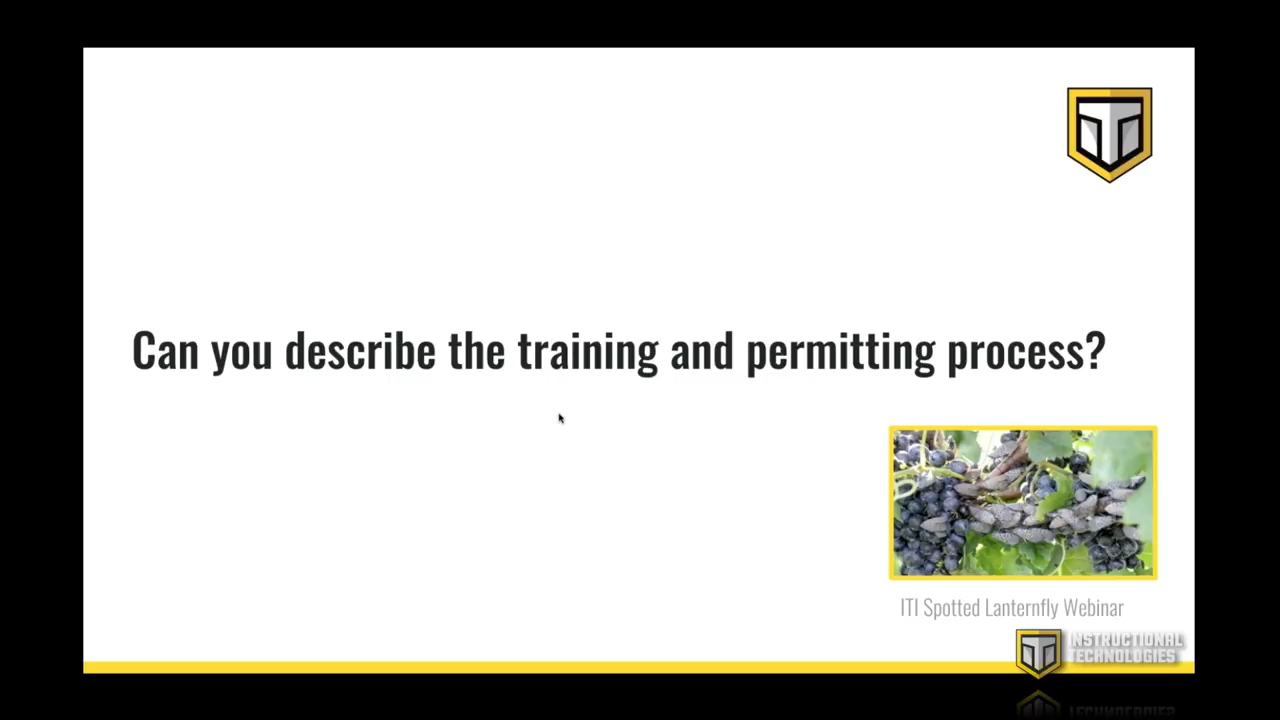 Can you describe the training and permitting process?
ITI Spotted Lanternfly Webinar
INSTRUCTIONAL
TECHNOLOGIES